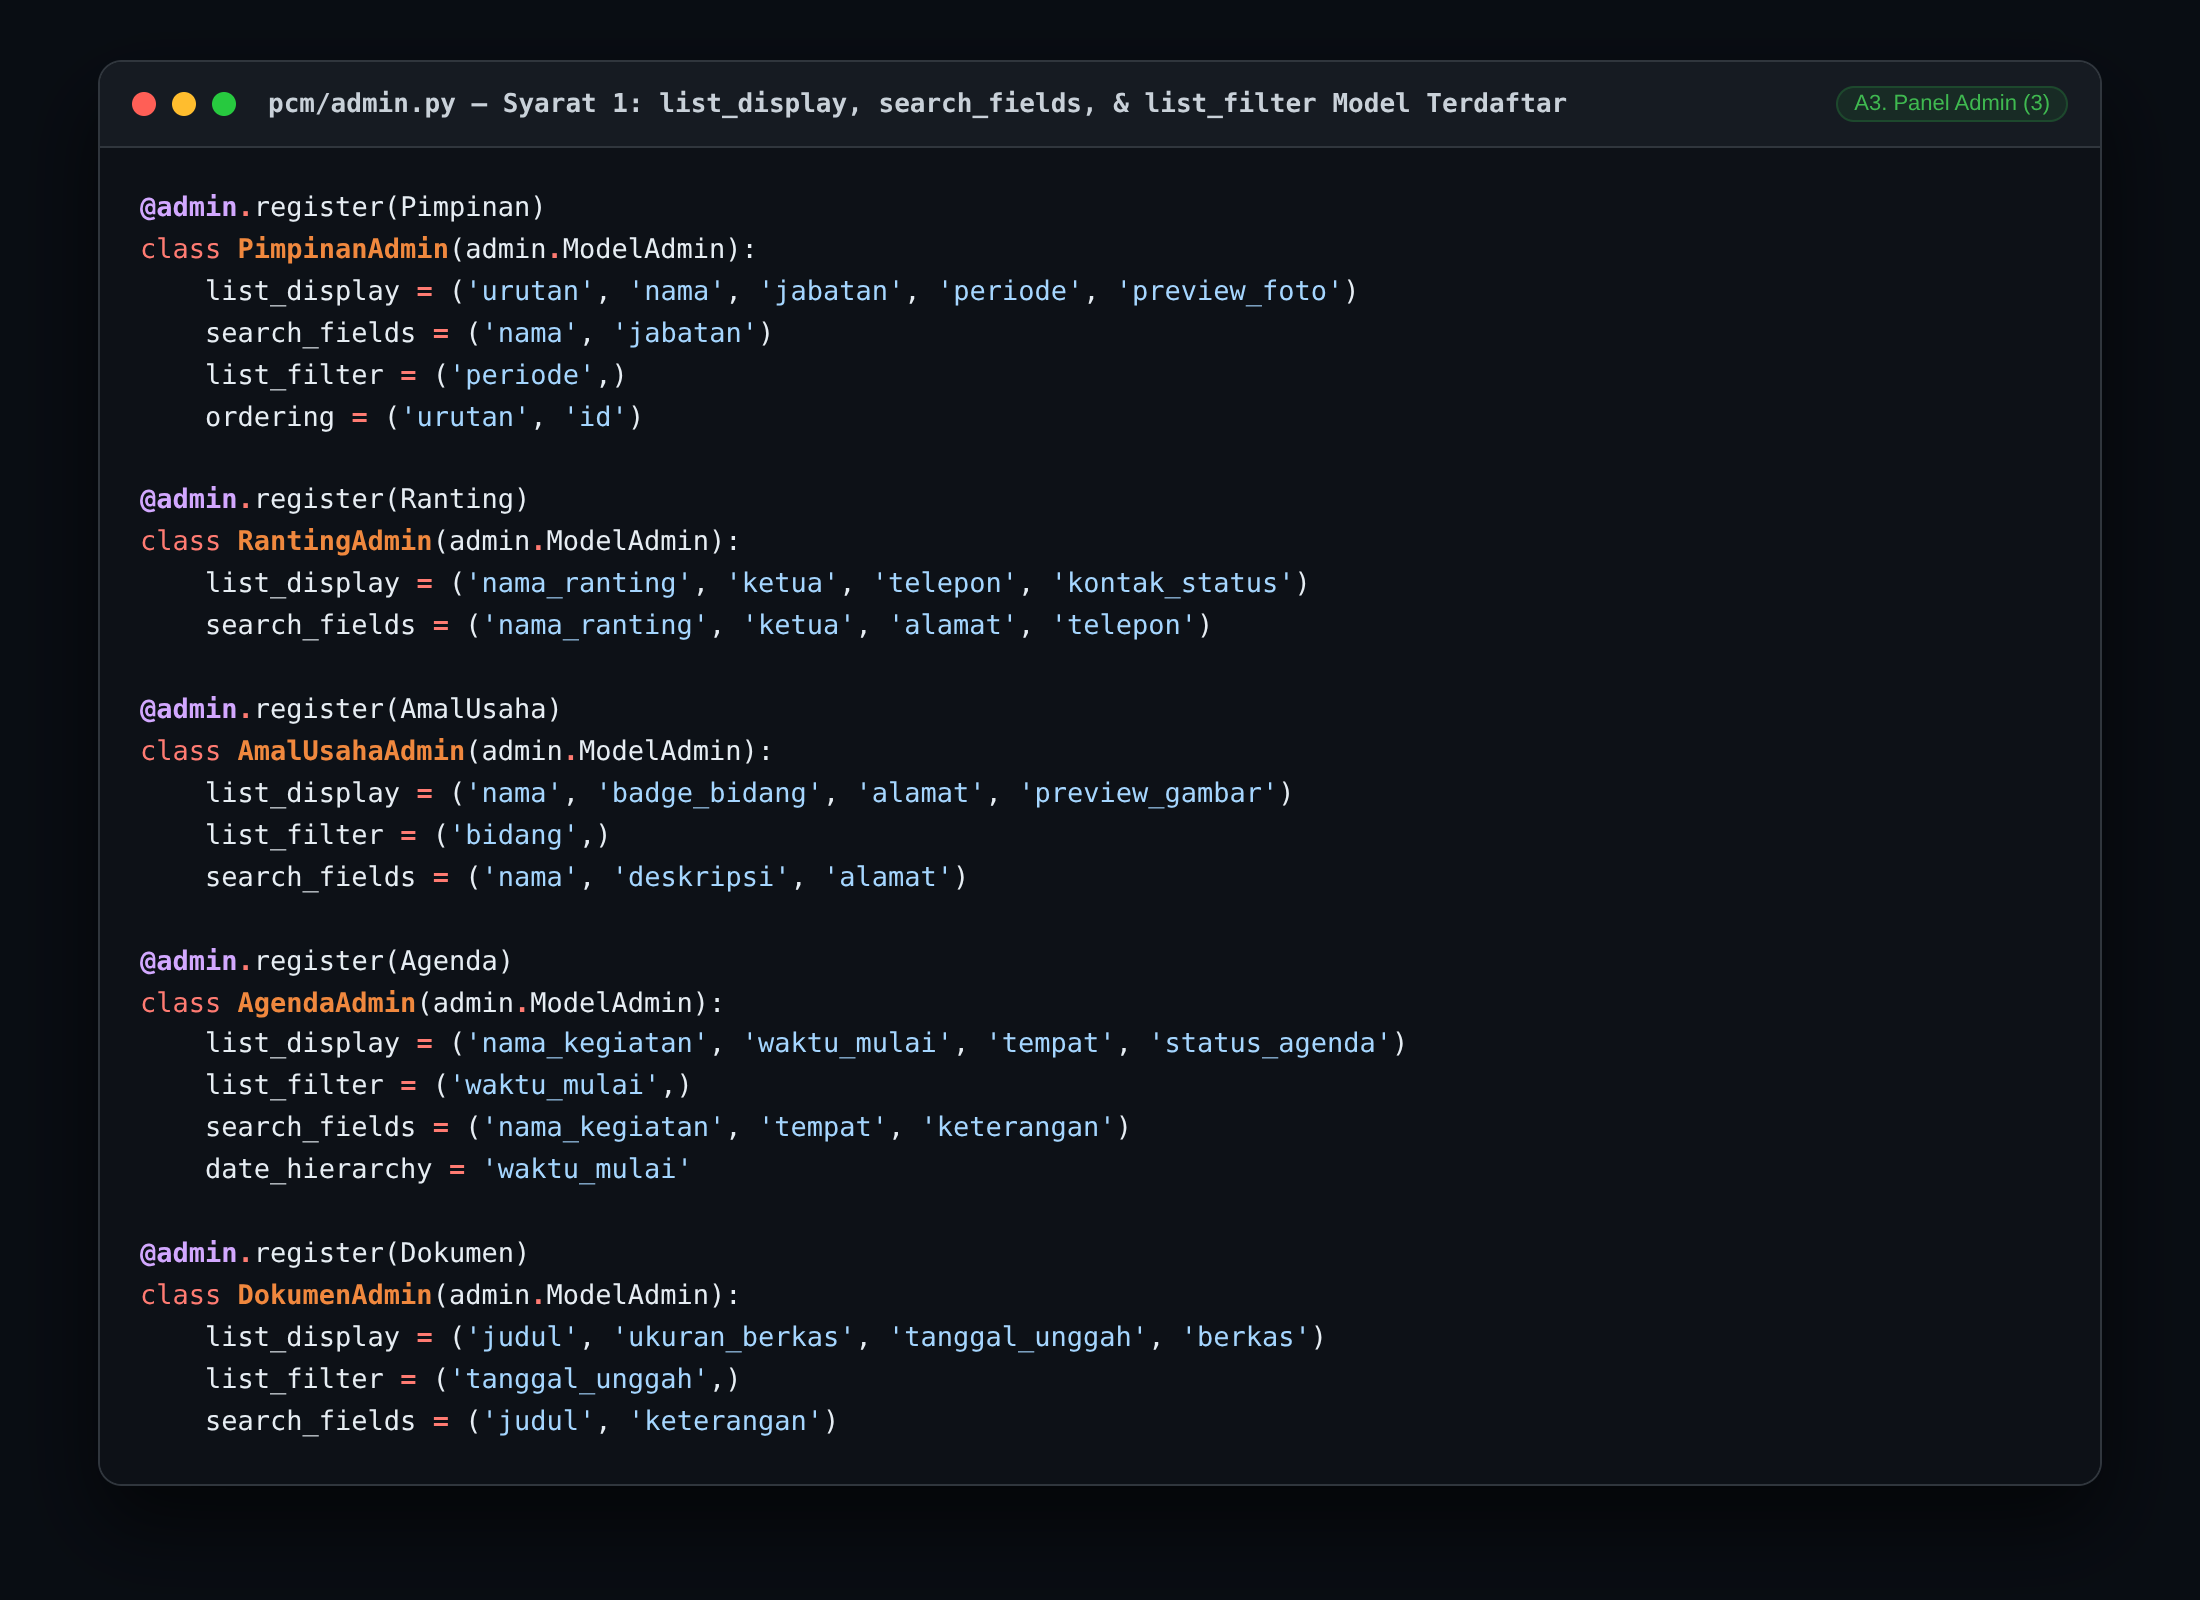 pcm/admin.py — Syarat 1: list_display, search_fields, & list_filter Model Terdaftar
A3. Panel Admin (3)
@admin.register(Pimpinan)
class PimpinanAdmin(admin.ModelAdmin):
    list_display = ('urutan', 'nama', 'jabatan', 'periode', 'preview_foto')
    search_fields = ('nama', 'jabatan')
    list_filter = ('periode',)
    ordering = ('urutan', 'id')

@admin.register(Ranting)
class RantingAdmin(admin.ModelAdmin):
    list_display = ('nama_ranting', 'ketua', 'telepon', 'kontak_status')
    search_fields = ('nama_ranting', 'ketua', 'alamat', 'telepon')

@admin.register(AmalUsaha)
class AmalUsahaAdmin(admin.ModelAdmin):
    list_display = ('nama', 'badge_bidang', 'alamat', 'preview_gambar')
    list_filter = ('bidang',)
    search_fields = ('nama', 'deskripsi', 'alamat')

@admin.register(Agenda)
class AgendaAdmin(admin.ModelAdmin):
    list_display = ('nama_kegiatan', 'waktu_mulai', 'tempat', 'status_agenda')
    list_filter = ('waktu_mulai',)
    search_fields = ('nama_kegiatan', 'tempat', 'keterangan')
    date_hierarchy = 'waktu_mulai'

@admin.register(Dokumen)
class DokumenAdmin(admin.ModelAdmin):
    list_display = ('judul', 'ukuran_berkas', 'tanggal_unggah', 'berkas')
    list_filter = ('tanggal_unggah',)
    search_fields = ('judul', 'keterangan')